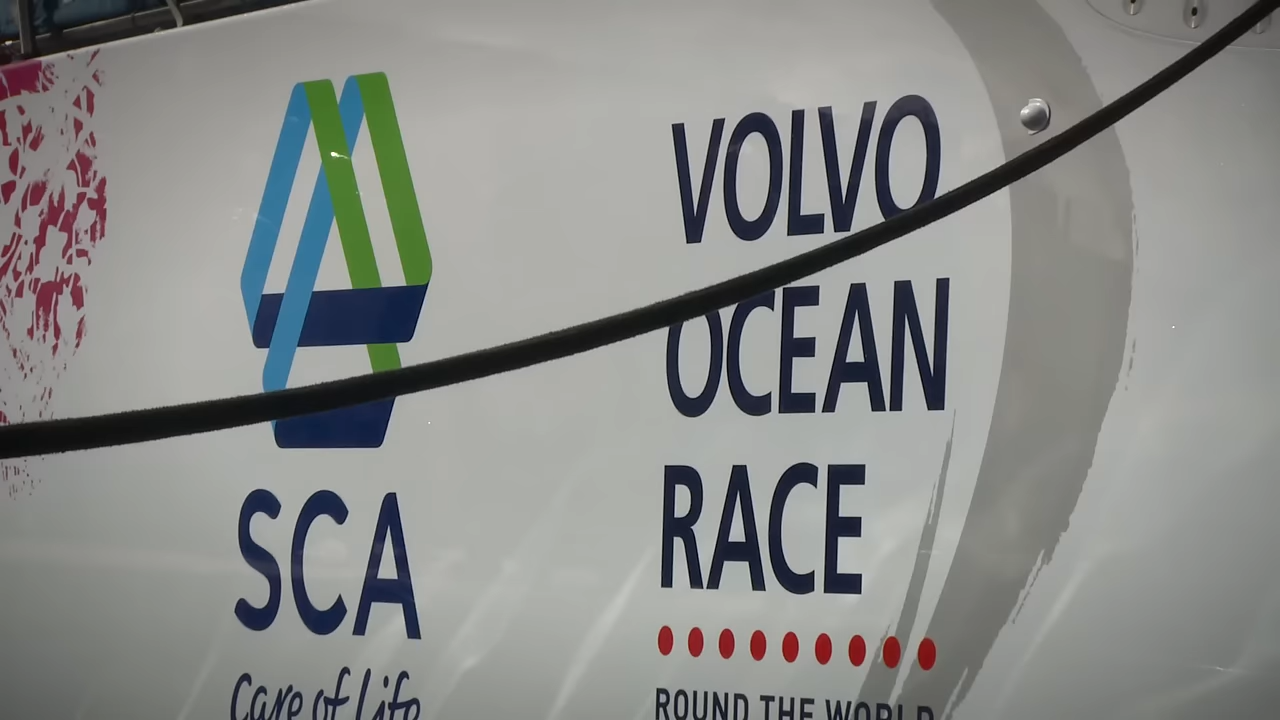 SCA
Care of Life
VOLVO
OCEAN
RACE
ROUND THE WORLD